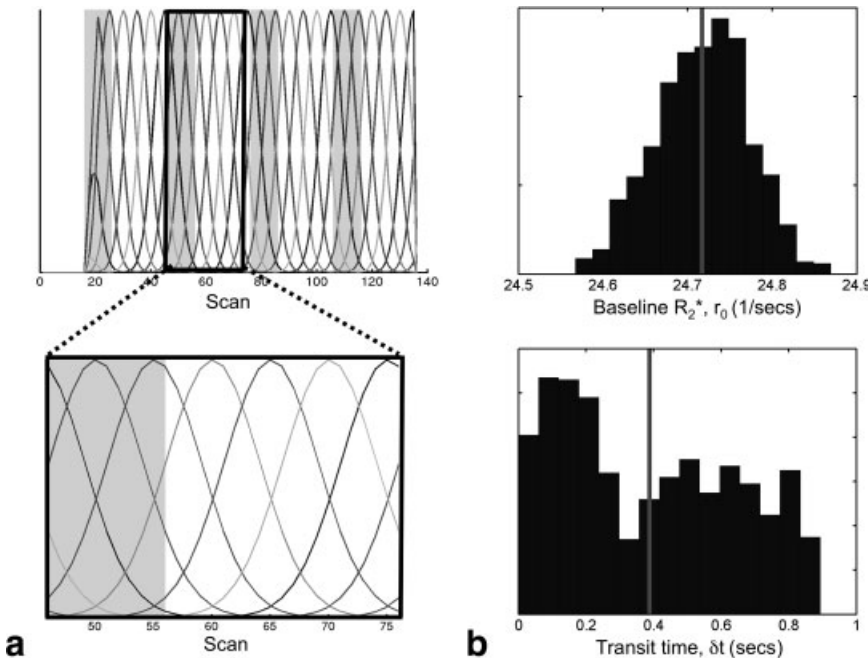 0 20 40 60 80 100 120 140
Scan
50 55 60 65 70 75
Scan
a
24.5 24.6 24.7 24.8 24.9
Baseline R2*, r0 (1/secs)
0 0.2 0.4 0.6 0.8 1
Transit time, δt (secs)
b